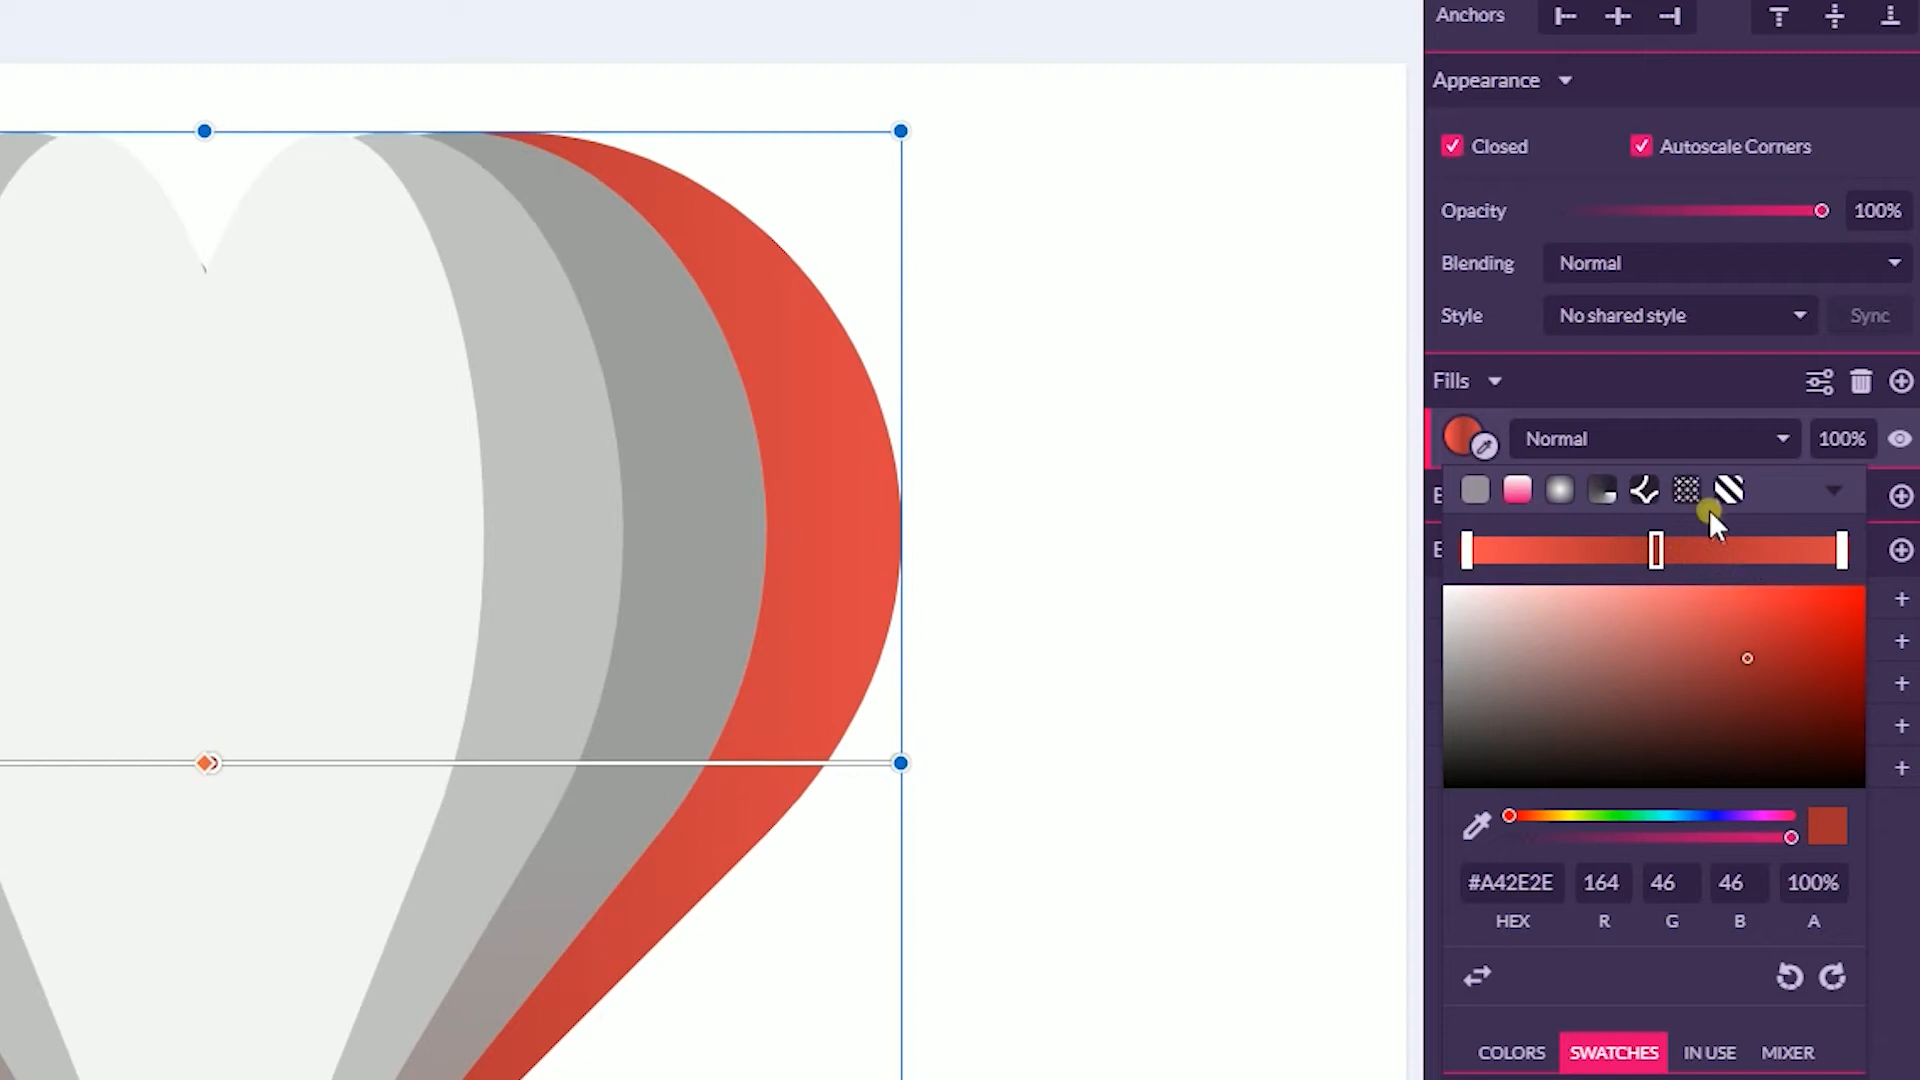 Anchors
Appearance
Closed Autoscale Corners
Opacity 100%
Blending Normal
Style No shared style Sync
Fills
Normal 100%
E
E
#A42E2E 164 46 46 100%
HEX R G B A
COLORS SWATCHES IN USE MIXER